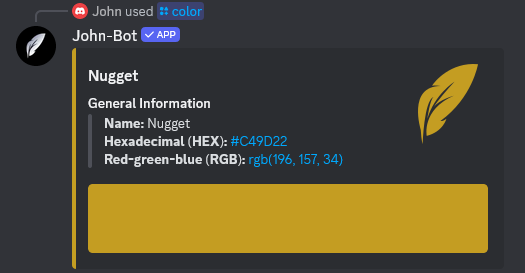 John used color
John-Bot ✓ APP
Nugget
General Information
Name: Nugget
Hexadecimal (HEX): #C49D22
Red-green-blue (RGB): rgb(196, 157, 34)